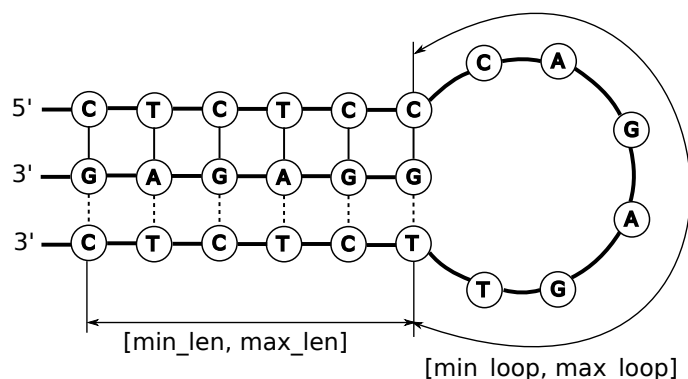 C A
5' C T C T C C
G
3' G A G A G G
A
3' C T C T C T
T G
[min_len, max_len]
[min_loop, max_loop]